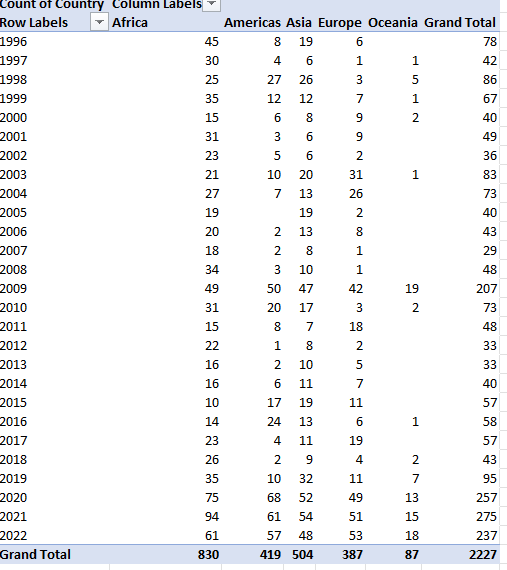 Count of Country Column Labels
Row Labels Africa Americas Asia Europe Oceania Grand Total
1996 45 8 19 6 78
1997 30 4 6 1 1 42
1998 25 27 26 3 5 86
1999 35 12 12 7 1 67
2000 15 6 8 9 2 40
2001 31 3 6 9 49
2002 23 5 6 2 36
2003 21 10 20 31 1 83
2004 27 7 13 26 73
2005 19 19 2 40
2006 20 2 13 8 43
2007 18 2 8 1 29
2008 34 3 10 1 48
2009 49 50 47 42 19 207
2010 31 20 17 3 2 73
2011 15 8 7 18 48
2012 22 1 8 2 33
2013 16 2 10 5 33
2014 16 6 11 7 40
2015 10 17 19 11 57
2016 14 24 13 6 1 58
2017 23 4 11 19 57
2018 26 2 9 4 2 43
2019 35 10 32 11 7 95
2020 75 68 52 49 13 257
2021 94 61 54 51 15 275
2022 61 57 48 53 18 237
Grand Total 830 419 504 387 87 2227